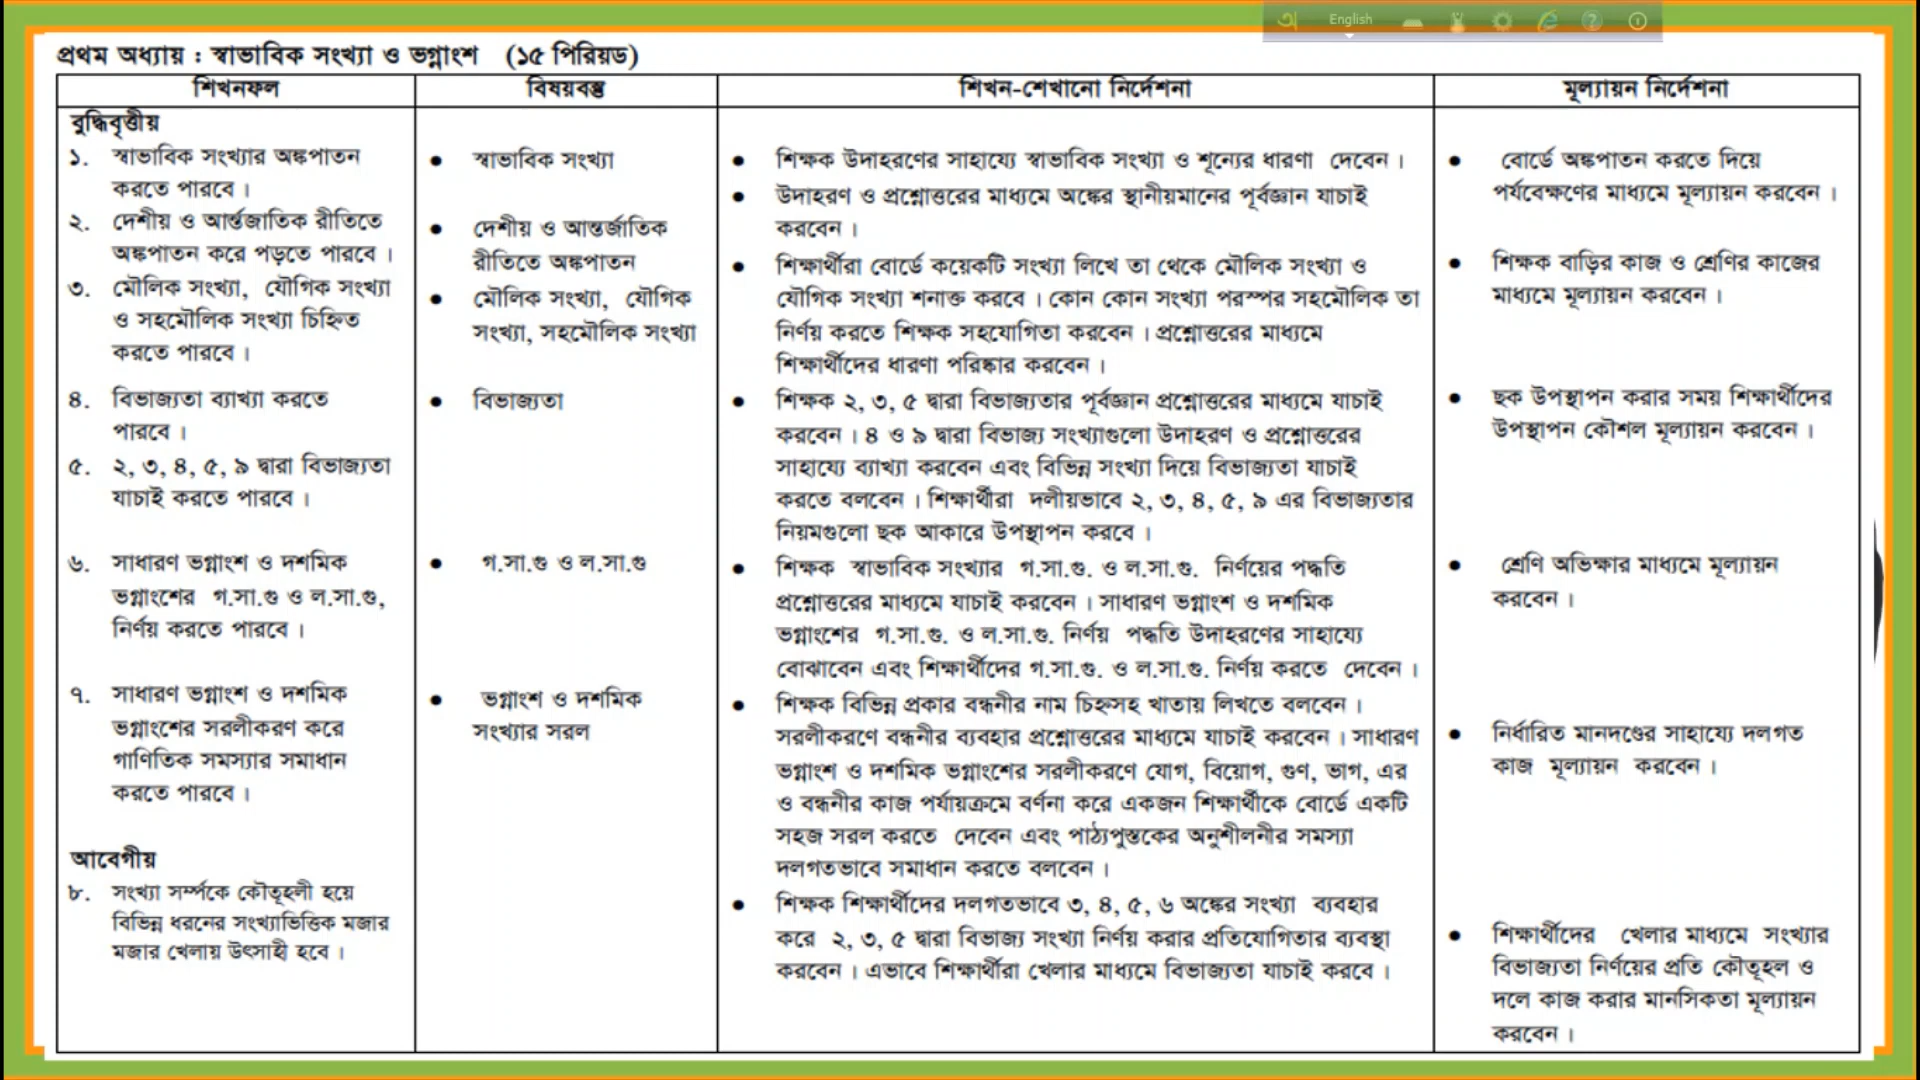 English
প্রথম অধ্যায় : স্বাভাবিক সংখ্যা ও ভগ্নাংশ (১৫ পিরিয়ড)
শিখনফল
বিষয়বস্তু
শিখন-শেখানো নির্দেশনা
মূল্যায়ন নির্দেশনা
বুদ্ধিবৃত্তীয়
১. স্বাভাবিক সংখ্যার অঙ্কপাতন
করতে পারবে।
২. দেশীয় ও আর্ন্তজাতিক রীতিতে
অঙ্কপাতন করে পড়তে পারবে।
৩. মৌলিক সংখ্যা, যৌগিক সংখ্যা
ও সহমৌলিক সংখ্যা চিহ্নিত
করতে পারবে।
৪. বিভাজ্যতা ব্যাখ্যা করতে
পারবে।
৫. ২, ৩, ৪, ৫, ৯ দ্বারা বিভাজ্যতা
যাচাই করতে পারবে।
৬. সাধারণ ভগ্নাংশ ও দশমিক
ভগ্নাংশের গ.সা.গু ও ল.সা.গু,
নির্ণয় করতে পারবে।
৭. সাধারণ ভগ্নাংশ ও দশমিক
ভগ্নাংশের সরলীকরণ করে
গাণিতিক সমস্যার সমাধান
করতে পারবে।
আবেগীয়
৮. সংখ্যা সর্ম্পকে কৌতূহলী হয়ে
বিভিন্ন ধরনের সংখ্যাভিত্তিক মজার
মজার খেলায় উৎসাহী হবে।
● স্বাভাবিক সংখ্যা
● দেশীয় ও আন্তর্জাতিক
রীতিতে অঙ্কপাতন
● মৌলিক সংখ্যা, যৌগিক
সংখ্যা, সহমৌলিক সংখ্যা
● বিভাজ্যতা
● গ.সা.গু ও ল.সা.গু
● ভগ্নাংশ ও দশমিক
সংখ্যার সরল
● শিক্ষক উদাহরণের সাহায্যে স্বাভাবিক সংখ্যা ও শূন্যের ধারণা দেবেন।
● উদাহরণ ও প্রশ্নোত্তরের মাধ্যমে অঙ্কের স্থানীয়মানের পূর্বজ্ঞান যাচাই
করবেন।
● শিক্ষার্থীরা বোর্ডে কয়েকটি সংখ্যা লিখে তা থেকে মৌলিক সংখ্যা ও
যৌগিক সংখ্যা শনাক্ত করবে। কোন কোন সংখ্যা পরস্পর সহমৌলিক তা
নির্ণয় করতে শিক্ষক সহযোগিতা করবেন। প্রশ্নোত্তরের মাধ্যমে
শিক্ষার্থীদের ধারণা পরিষ্কার করবেন।
● শিক্ষক ২, ৩, ৫ দ্বারা বিভাজ্যতার পূর্বজ্ঞান প্রশ্নোত্তরের মাধ্যমে যাচাই
করবেন। ৪ ও ৯ দ্বারা বিভাজ্য সংখ্যাগুলো উদাহরণ ও প্রশ্নোত্তরের
সাহায্যে ব্যাখ্যা করবেন এবং বিভিন্ন সংখ্যা দিয়ে বিভাজ্যতা যাচাই
করতে বলবেন। শিক্ষার্থীরা দলীয়ভাবে ২, ৩, ৪, ৫, ৯ এর বিভাজ্যতার
নিয়মগুলো ছক আকারে উপস্থাপন করবে।
● শিক্ষক স্বাভাবিক সংখ্যার গ.সা.গু. ও ল.সা.গু. নির্ণয়ের পদ্ধতি
প্রশ্নোত্তরের মাধ্যমে যাচাই করবেন। সাধারণ ভগ্নাংশ ও দশমিক
ভগ্নাংশের গ.সা.গু. ও ল.সা.গু. নির্ণয় পদ্ধতি উদাহরণের সাহায্যে
বোঝাবেন এবং শিক্ষার্থীদের গ.সা.গু. ও ল.সা.গু. নির্ণয় করতে দেবেন।
● শিক্ষক বিভিন্ন প্রকার বন্ধনীর নাম চিহ্নসহ খাতায় লিখতে বলবেন।
সরলীকরণে বন্ধনীর ব্যবহার প্রশ্নোত্তরের মাধ্যমে যাচাই করবেন। সাধারণ
ভগ্নাংশ ও দশমিক ভগ্নাংশের সরলীকরণে যোগ, বিয়োগ, গুণ, ভাগ, এর
ও বন্ধনীর কাজ পর্যায়ক্রমে বর্ণনা করে একজন শিক্ষার্থীকে বোর্ডে একটি
সহজ সরল করতে দেবেন এবং পাঠ্যপুস্তকের অনুশীলনীর সমস্যা
দলগতভাবে সমাধান করতে বলবেন।
● শিক্ষক শিক্ষার্থীদের দলগতভাবে ৩, ৪, ৫, ৬ অঙ্কের সংখ্যা ব্যবহার
করে ২, ৩, ৫ দ্বারা বিভাজ্য সংখ্যা নির্ণয় করার প্রতিযোগিতার ব্যবস্থা
করবেন। এভাবে শিক্ষার্থীরা খেলার মাধ্যমে বিভাজ্যতা যাচাই করবে।
● বোর্ডে অঙ্কপাতন করতে দিয়ে
পর্যবেক্ষণের মাধ্যমে মূল্যায়ন করবেন।
● শিক্ষক বাড়ির কাজ ও শ্রেণির কাজের
মাধ্যমে মূল্যায়ন করবেন।
● ছক উপস্থাপন করার সময় শিক্ষার্থীদের
উপস্থাপন কৌশল মূল্যায়ন করবেন।
● শ্রেণি অভিক্ষার মাধ্যমে মূল্যায়ন
করবেন।
● নির্ধারিত মানদণ্ডের সাহায্যে দলগত
কাজ মূল্যায়ন করবেন।
● শিক্ষার্থীদের খেলার মাধ্যমে সংখ্যার
বিভাজ্যতা নির্ণয়ের প্রতি কৌতূহল ও
দলে কাজ করার মানসিকতা মূল্যায়ন
করবেন।